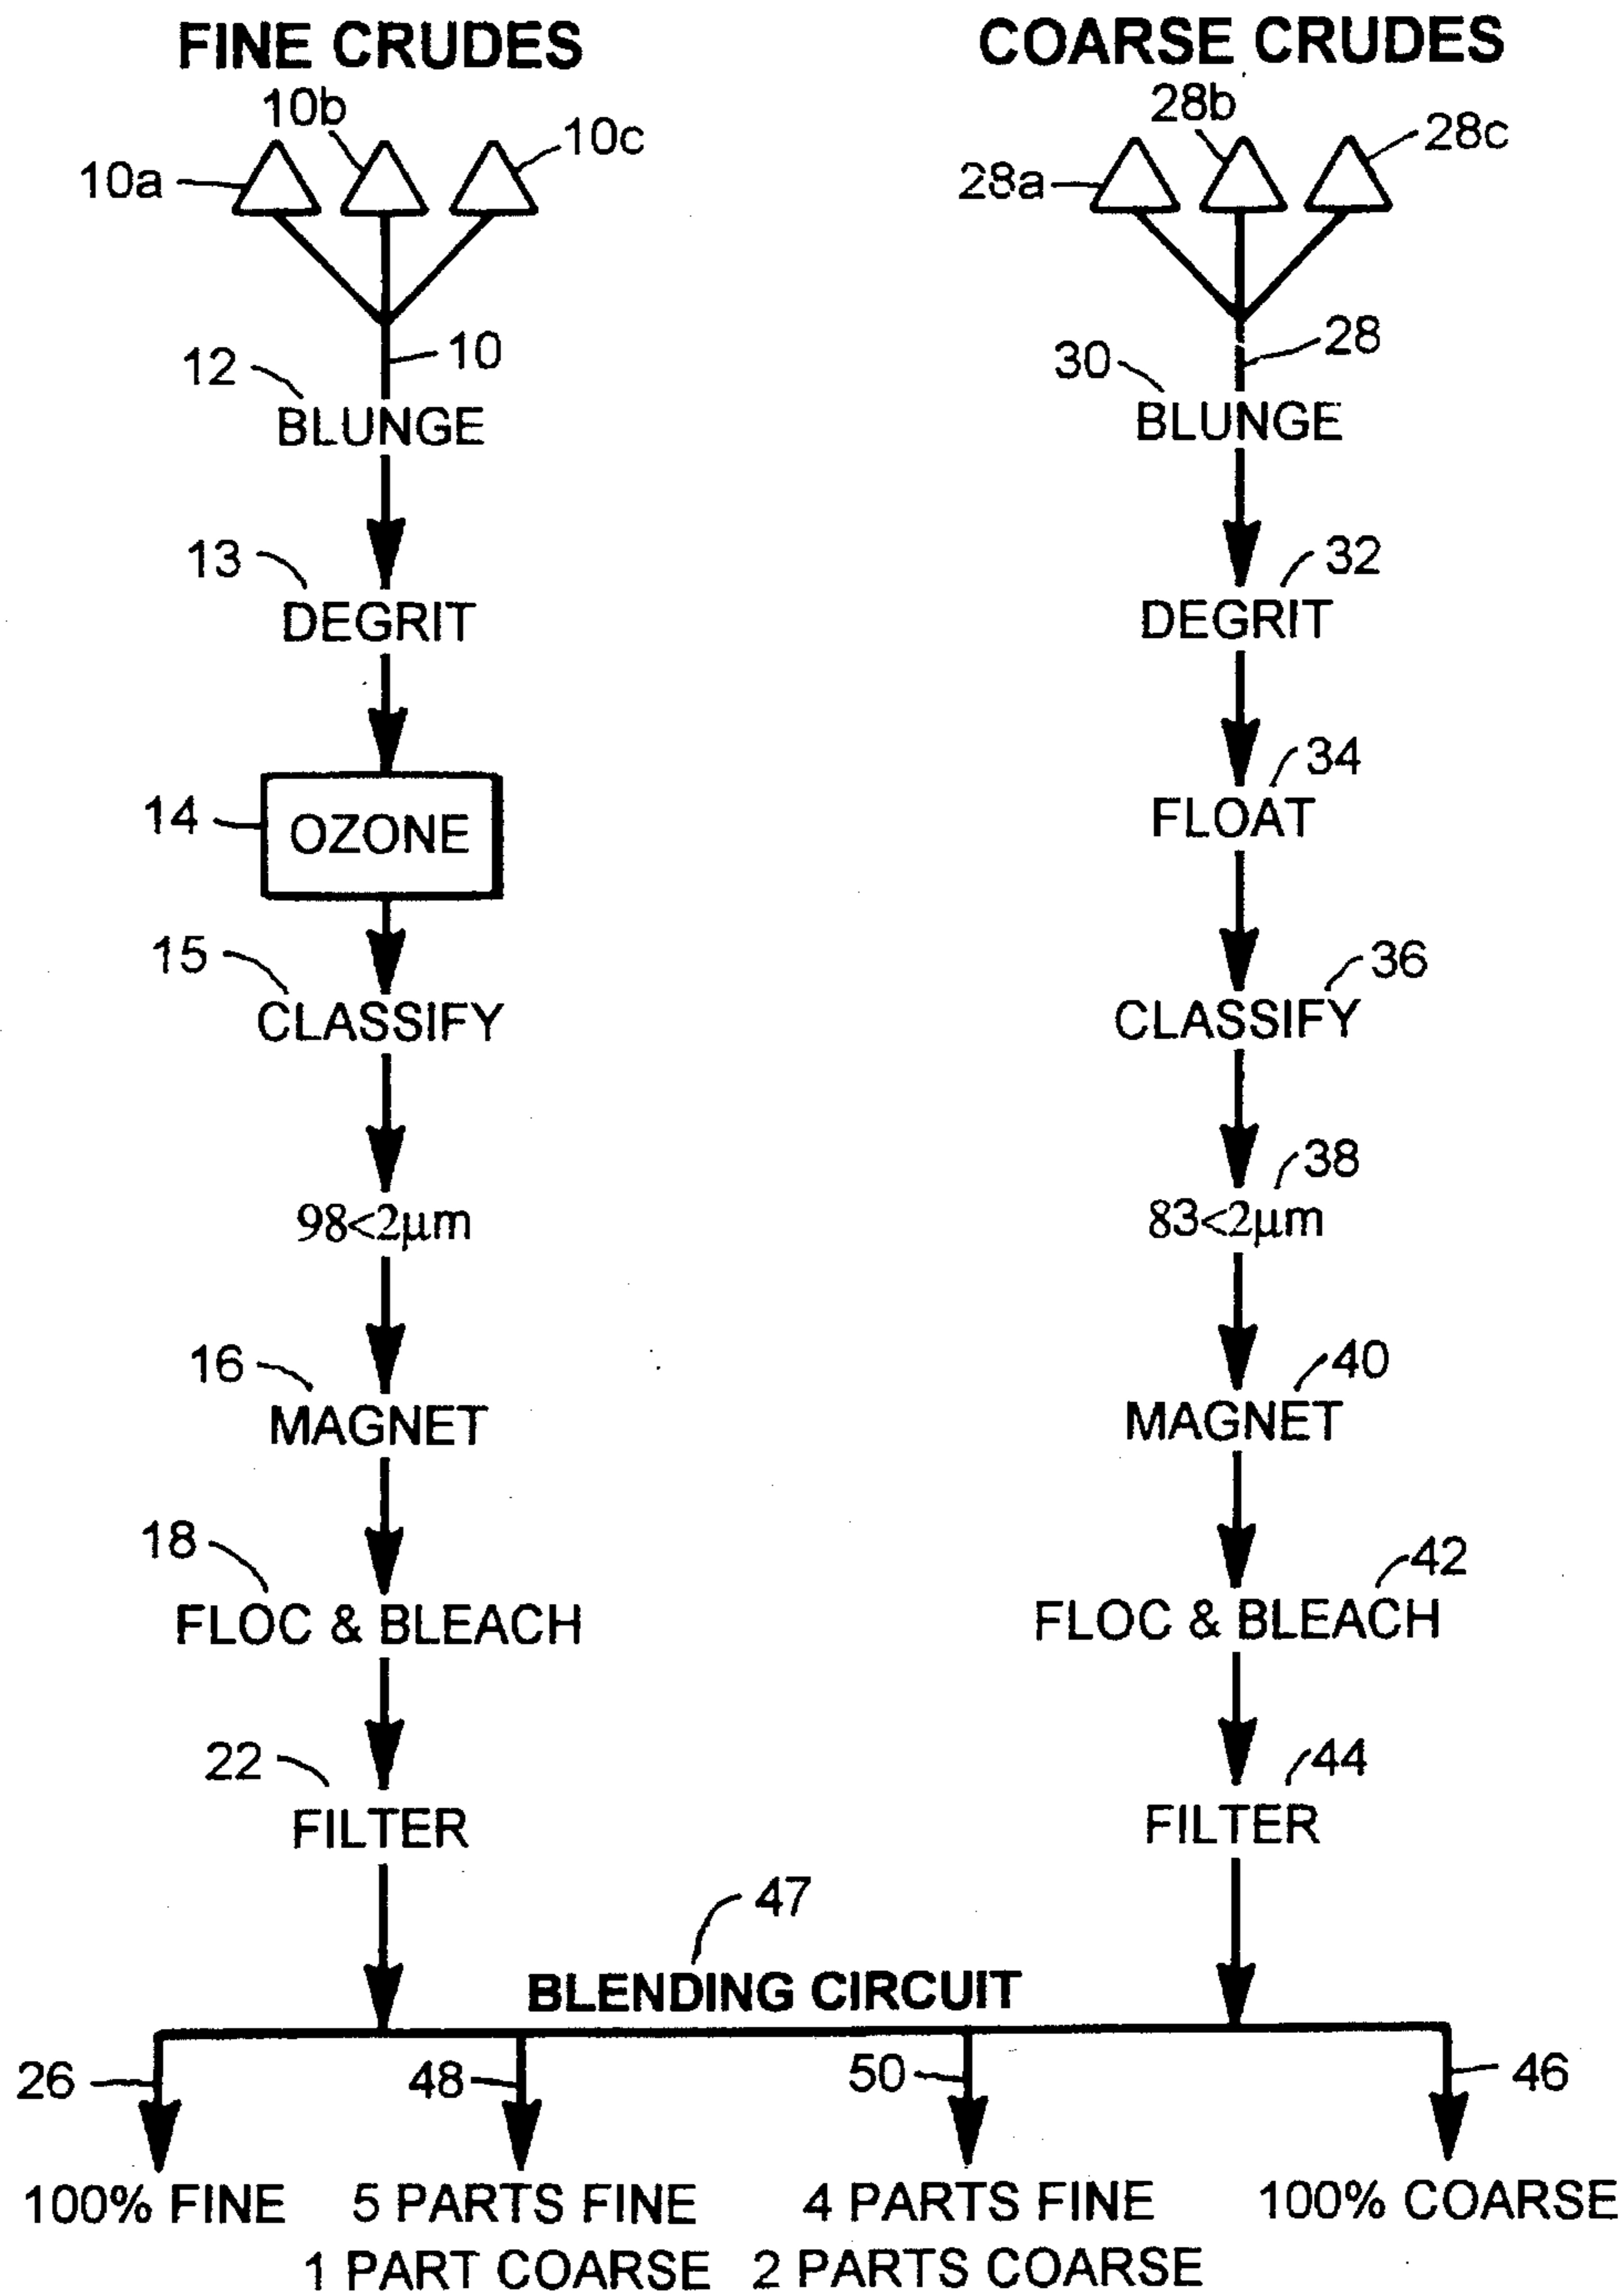 FINE CRUDES
10b
10c
10a
10
12
BLUNGE
13
DEGRIT
14
OZONE
15
CLASSIFY
98<2μm
16
MAGNET
18
FLOC & BLEACH
22
FILTER
COARSE CRUDES
28b
28c
28a
28
30
BLUNGE
32
DEGRIT
34
FLOAT
36
CLASSIFY
38
83<2μm
40
MAGNET
42
FLOC & BLEACH
44
FILTER
47
BLENDING CIRCUIT
26
48
50
46
100% FINE
5 PARTS FINE
1 PART COARSE
4 PARTS FINE
2 PARTS COARSE
100% COARSE